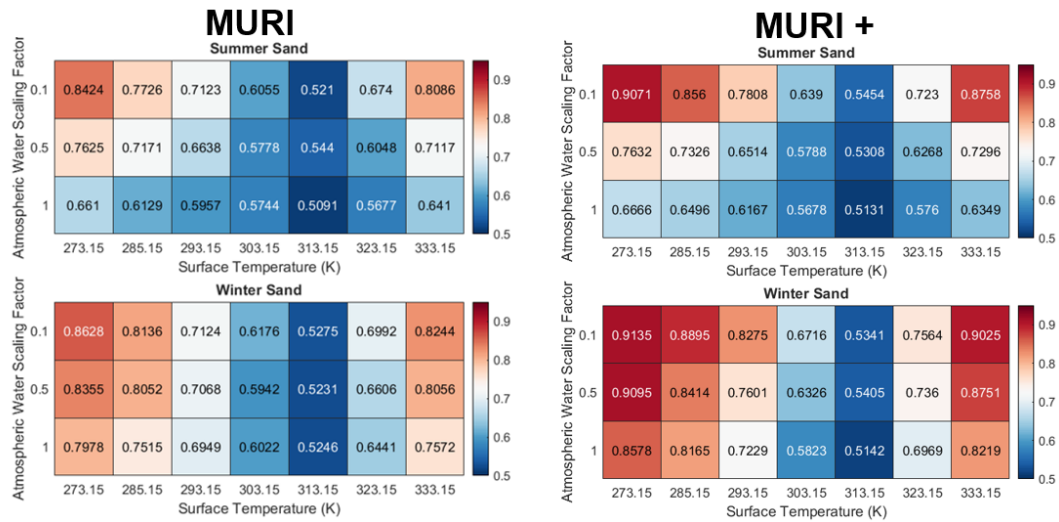 MURI
Summer Sand
Atmospheric Water Scaling Factor
0.1 0.8424 0.7726 0.7123 0.6055 0.521 0.674 0.8086
0.5 0.7625 0.7171 0.6638 0.5778 0.544 0.6048 0.7117
1 0.661 0.6129 0.5957 0.5744 0.5091 0.5677 0.641
273.15 285.15 293.15 303.15 313.15 323.15 333.15
Surface Temperature (K)
0.9
0.8
0.7
0.6
0.5
Winter Sand
Atmospheric Water Scaling Factor
0.1 0.8628 0.8136 0.7124 0.6176 0.5275 0.6992 0.8244
0.5 0.8355 0.8052 0.7068 0.5942 0.5231 0.6606 0.8056
1 0.7978 0.7515 0.6949 0.6022 0.5246 0.6441 0.7572
273.15 285.15 293.15 303.15 313.15 323.15 333.15
Surface Temperature (K)
0.9
0.8
0.7
0.6
0.5
MURI +
Summer Sand
Atmospheric Water Scaling Factor
0.1 0.9071 0.856 0.7808 0.639 0.5454 0.723 0.8758
0.5 0.7632 0.7326 0.6514 0.5788 0.5308 0.6268 0.7296
1 0.6666 0.6496 0.6167 0.5678 0.5131 0.576 0.6349
273.15 285.15 293.15 303.15 313.15 323.15 333.15
Surface Temperature (K)
0.9
0.8
0.7
0.6
0.5
Winter Sand
Atmospheric Water Scaling Factor
0.1 0.9135 0.8895 0.8275 0.6716 0.5341 0.7564 0.9025
0.5 0.9095 0.8414 0.7601 0.6326 0.5405 0.736 0.8751
1 0.8578 0.8165 0.7229 0.5823 0.5142 0.6969 0.8219
273.15 285.15 293.15 303.15 313.15 323.15 333.15
Surface Temperature (K)
0.9
0.8
0.7
0.6
0.5